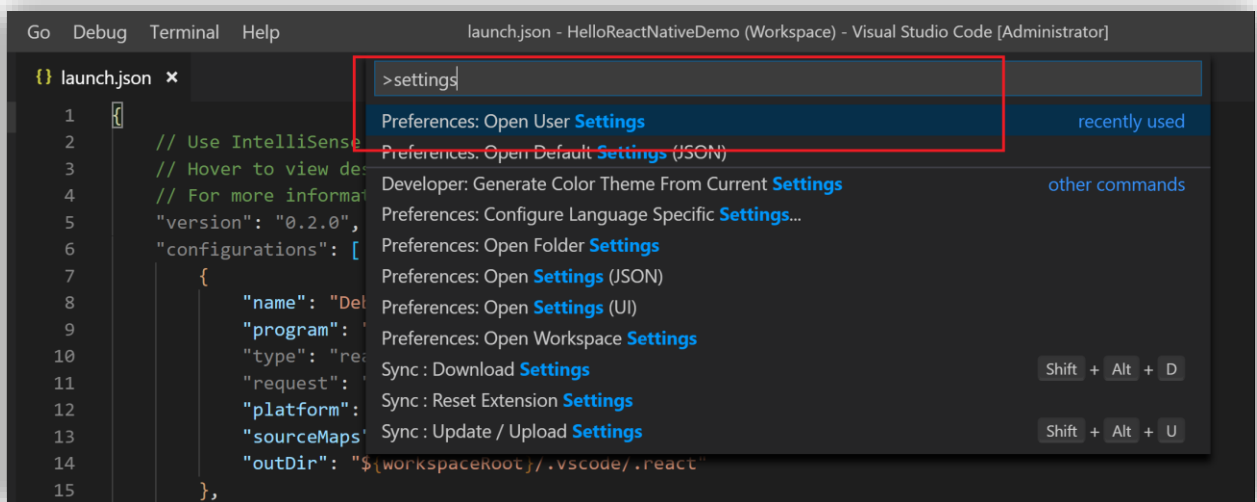 Go Debug Terminal Help launch.json - HelloReactNativeDemo (Workspace) - Visual Studio Code [Administrator]
{} launch.json ×
>settings
Preferences: Open User Settings recently used
Preferences: Open Default Settings (JSON)
Developer: Generate Color Theme From Current Settings other commands
Preferences: Configure Language Specific Settings...
Preferences: Open Folder Settings
Preferences: Open Settings (JSON)
Preferences: Open Settings (UI)
Preferences: Open Workspace Settings
Sync : Download Settings Shift + Alt + D
Sync : Reset Extension Settings
Sync : Update / Upload Settings Shift + Alt + U
1 {
2 // Use IntelliSense
3 // Hover to view
4 // For more
5 "version": "0.2.0",
6 "configurations": [
7 {
8 "name": "
9 "program": "
10 "type": "
11 "request": "
12 "platform":
13 "sourceMaps"
14 "outDir": "${workspaceRoot}/.vscode/.react"
15 },